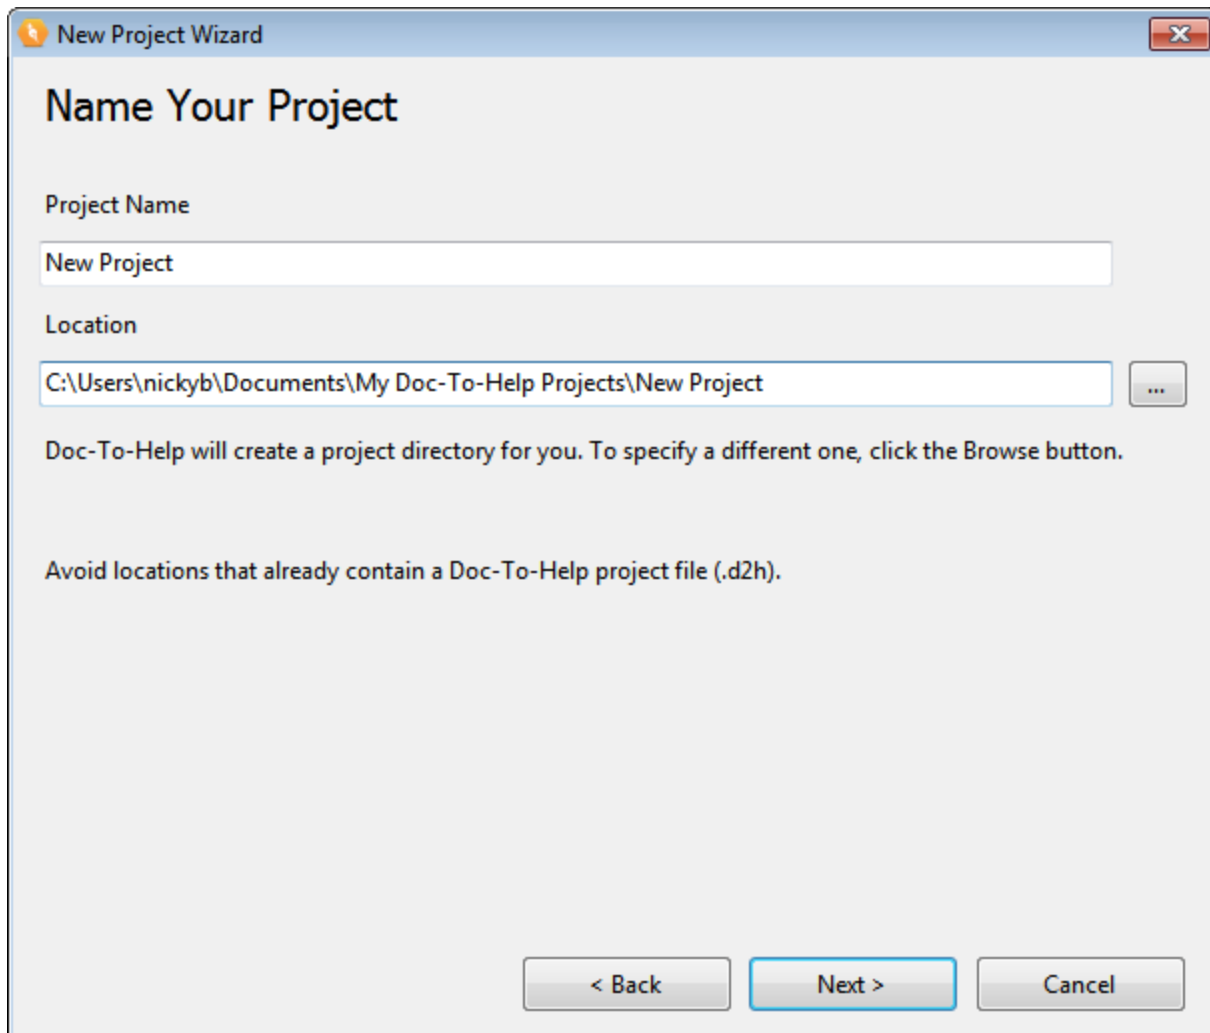 New Project Wizard
Name Your Project
Project Name
New Project
Location
C:\Users\nickyb\Documents\My Doc-To-Help Projects\New Project
...
Doc-To-Help will create a project directory for you. To specify a different one, click the Browse button.
Avoid locations that already contain a Doc-To-Help project file (.d2h).
< Back Next > Cancel